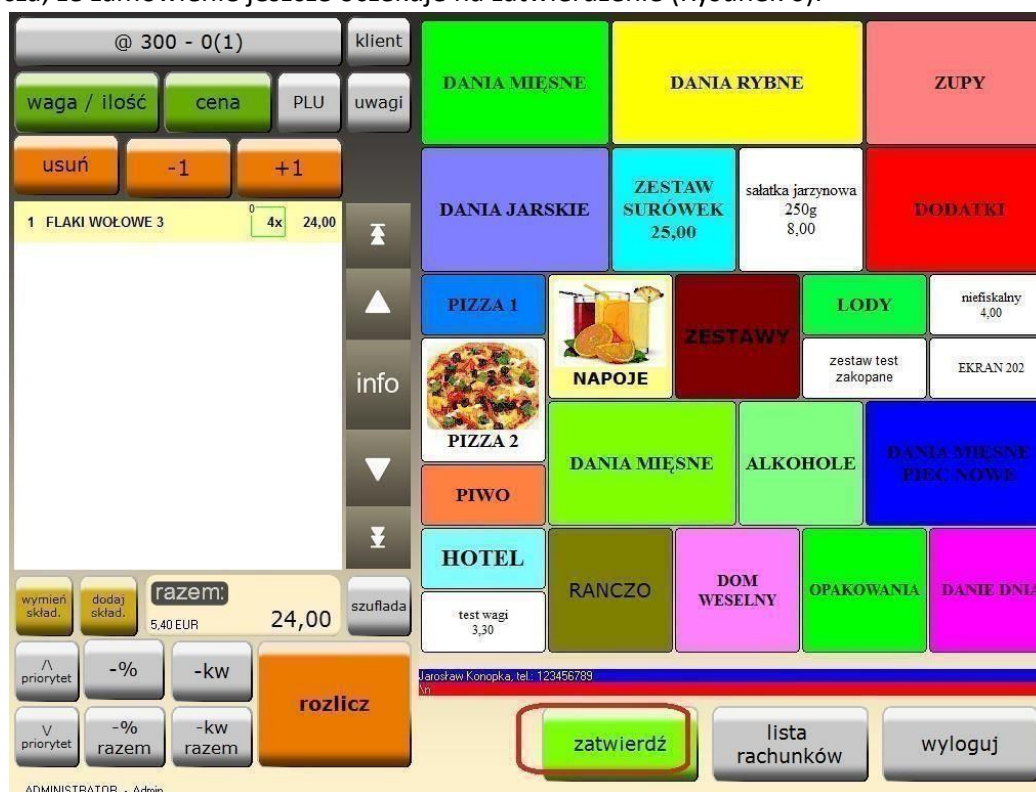 @ 300 - 0(1)
klient
waga / ilość
cena
PLU
uwagi
usuń
-1
+1
1 FLAKI WOŁOWE 3
0
4x
24,00
info
wymień
skład.
dodaj
skład.
razem:
5,40 EUR
24,00
szuflada
/\
priorytet
-%
-kw
rozlicz
\/
priorytet
-%
razem
-kw
razem
ADMINISTRATOR - Admin
DANIA MIĘSNE
DANIA RYBNE
ZUPY
DANIA JARSKIE
ZESTAW
SURÓWEK
25,00
sałatka jarzynowa
250g
8,00
DODATKI
PIZZA 1
NAPOJE
ZESTAWY
LODY
niefiskalny
4,00
zestaw test
zakopane
EKRAN 202
PIZZA 2
DANIA MIĘSNE
ALKOHOLE
DANIA MIĘSNE
PIEC NOWE
PIWO
HOTEL
RANCZO
DOM
WESELNY
OPAKOWANIA
DANIE DNIA
test wagi
3,30
Jarosław Konopka, tel.: 123456789
\n
zatwierdź
lista
rachunków
wyloguj